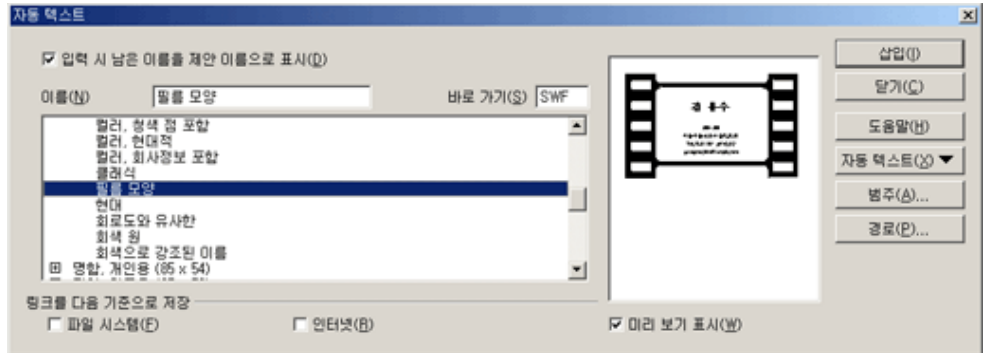 자동 텍스트
입력 시 남은 이름을 제안 이름으로 표시(D)
이름(N) 필름 모양 바로 가기(S) SWF
컬러, 청색 점 포함
컬러, 현대적
컬러, 회사정보 포함
클래식
필름 모양
현대
회로도와 유사한
회색 원
회색으로 강조된 이름
명함, 개인용 (85 x 54)
링크를 다음 기준으로 저장
파일 시스템(F) 인터넷(R)
미리 보기 표시(W)
삽입(I)
닫기(C)
도움말(H)
자동 텍스트(X)
범주(A)...
경로(P)...